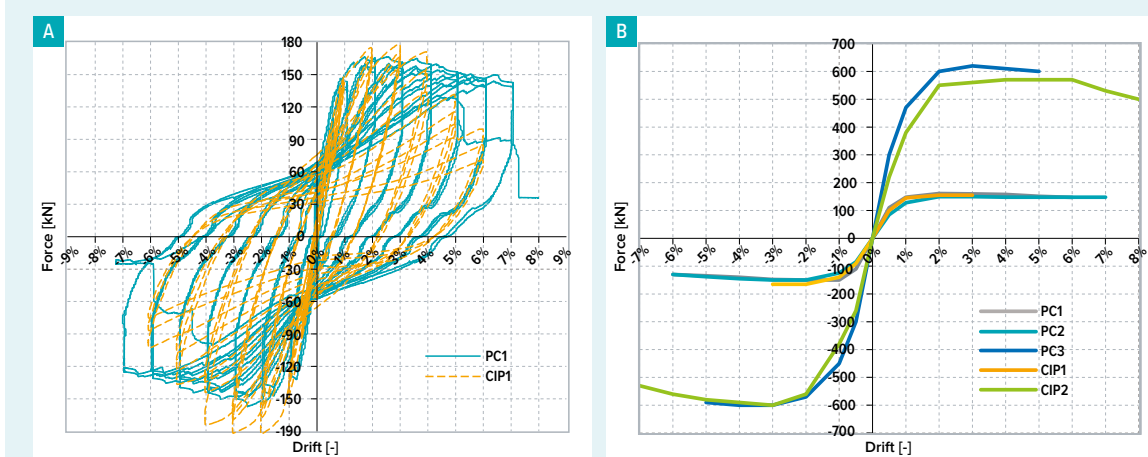 A
180
150
120
90
60
30
0
-30
-60
-90
-120
-150
-190
Force [kN]
-9% -8% -7% -6% -5% -4% -3% -2% -1% 0% 1% 2% 3% 4% 5% 6% 7% 8% 9%
Drift [-]
PC1
CIP1
B
700
600
500
400
300
200
100
0
-100
-200
-300
-400
-500
-600
-700
Force [kN]
-7% -6% -5% -4% -3% -2% -1% 0% 1% 2% 3% 4% 5% 6% 7% 8%
Drift [-]
PC1
PC2
PC3
CIP1
CIP2